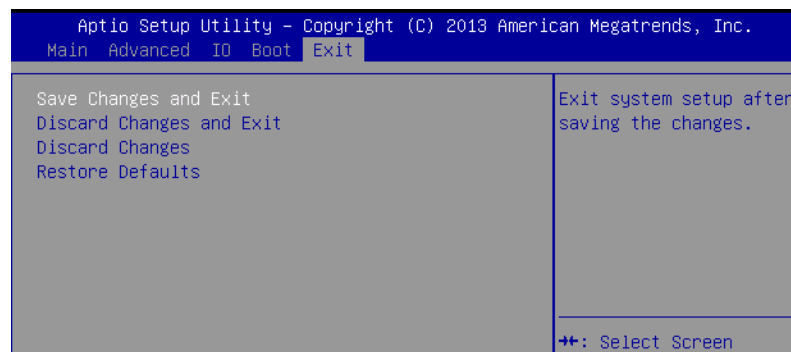 Aptio Setup Utility – Copyright (C) 2013 American Megatrends, Inc.
Main Advanced IO Boot Exit
Save Changes and Exit
Discard Changes and Exit
Discard Changes
Restore Defaults
Exit system setup after
saving the changes.
→←: Select Screen